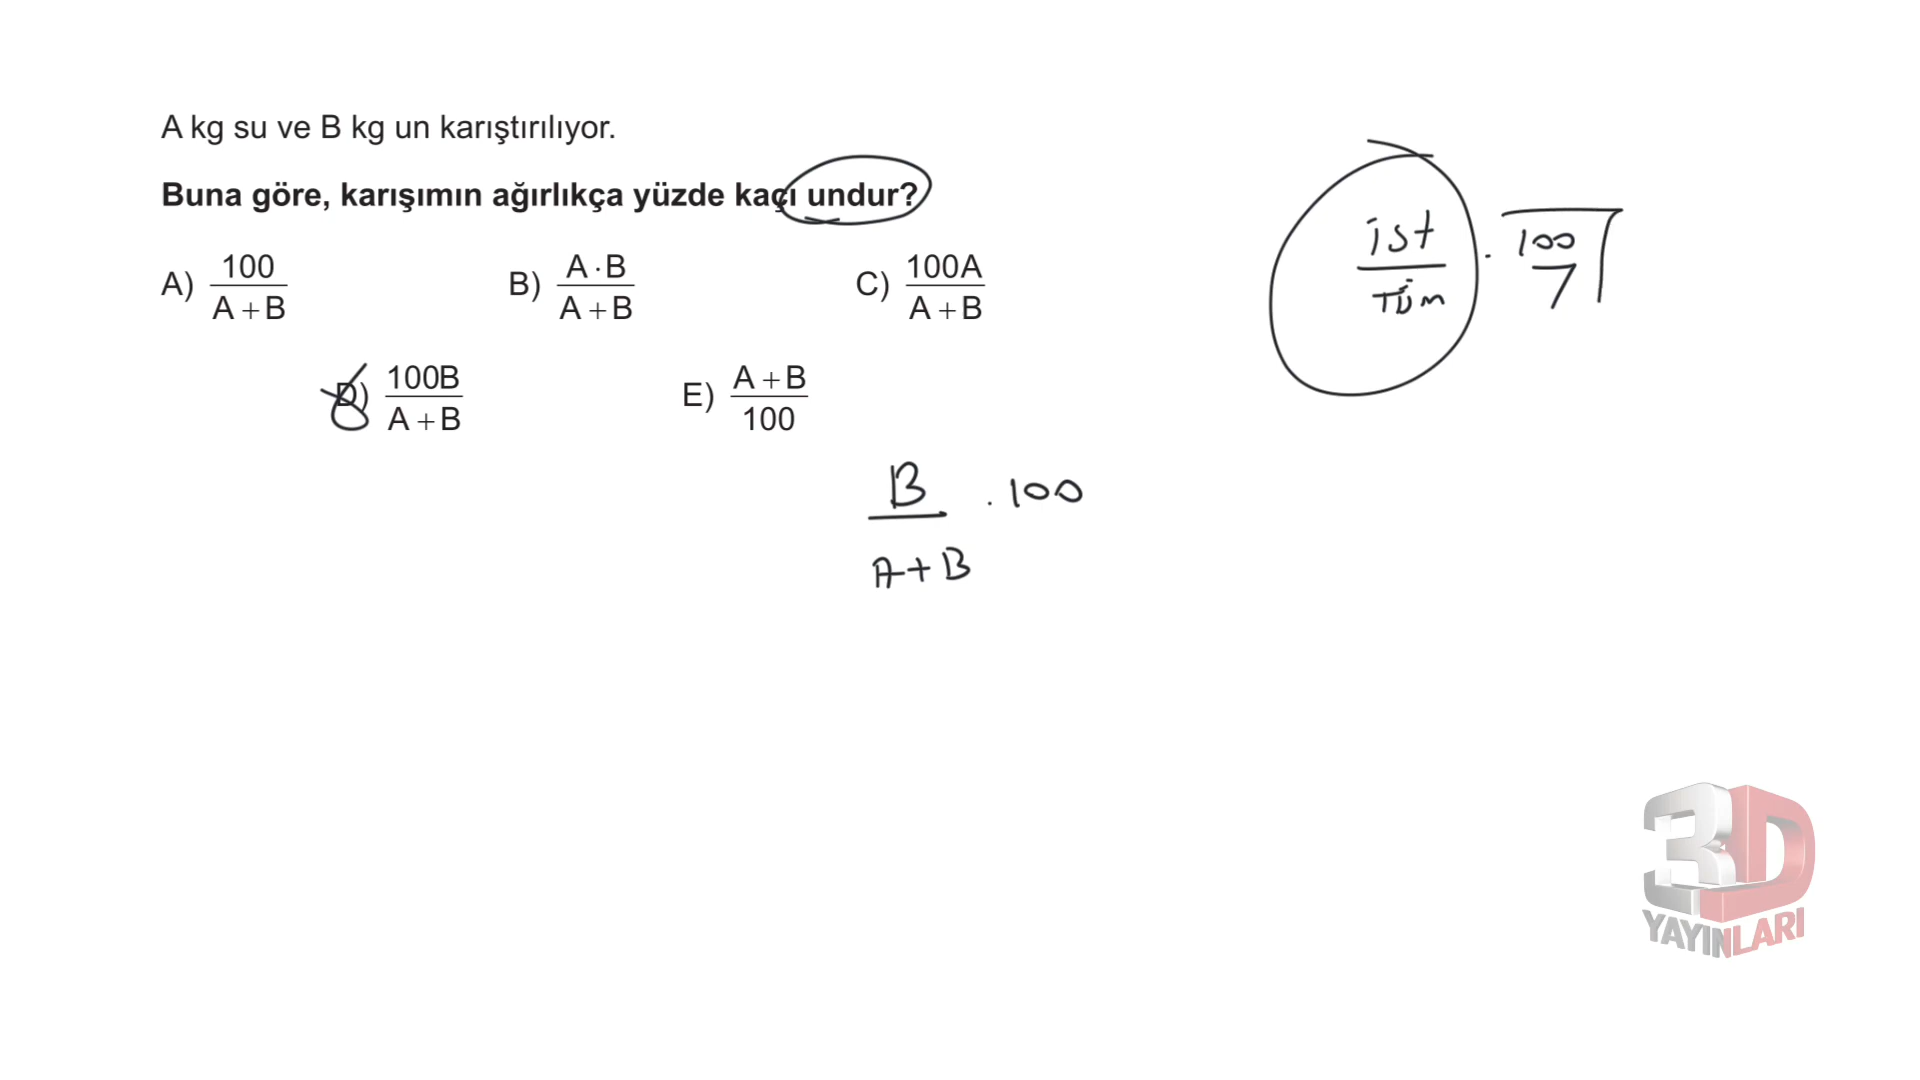 A kg su ve B kg un karıştırılıyor.
Buna göre, karışımın ağırlıkça yüzde kaçı undur?
A) 100/(A + B) B) (A · B)/(A + B) C) 100A/(A + B)
D) 100B/(A + B) E) (A + B)/100
ist/Tüm · 100
B/(A+B) . 100
3D
YAYINLARI